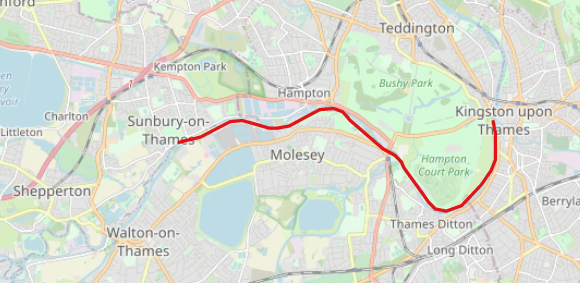 Teddington
Kempton Park
Bushy Park
Hampton
Charlton
Kingston upon
Thames
Sunbury-on-
Thames
Littleton
Molesey
Hampton
Court Park
Shepperton
Berryla
Thames Ditton
Walton-on-
Thames
Long Ditton